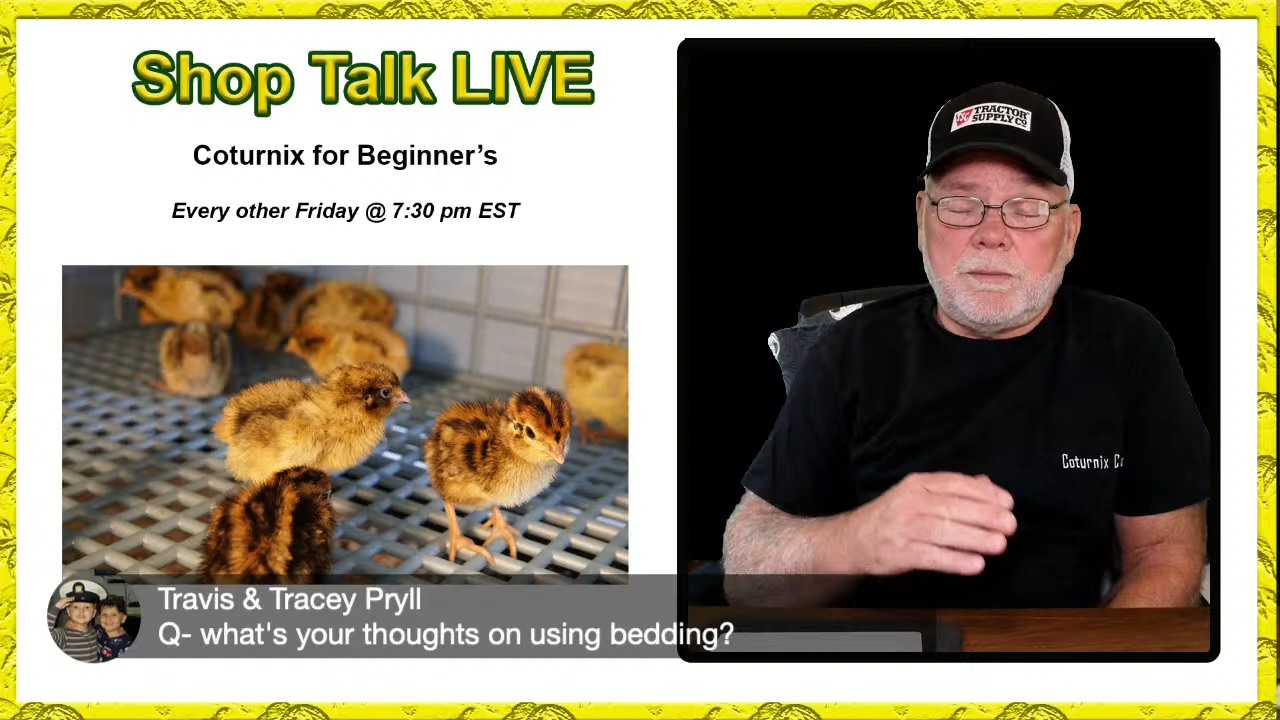 Shop Talk LIVE
Coturnix for Beginner's
Every other Friday @ 7:30 pm EST
TSC TRACTOR
SUPPLY CO
Coturnix Co
Travis & Tracey Pryll
Q- what's your thoughts on using bedding?